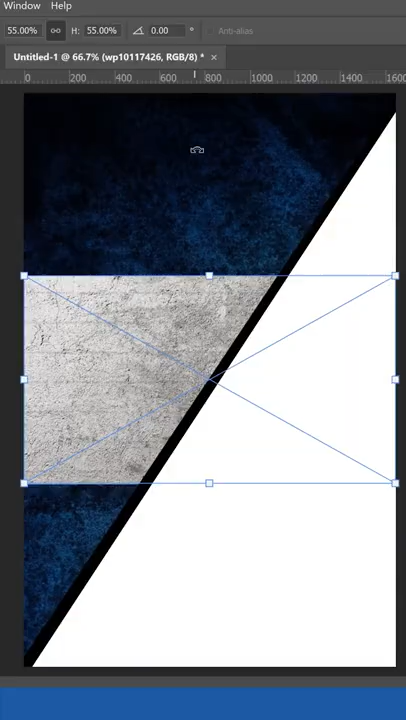 Window Help
55.00% H: 55.00% 0.00 ° Anti-alias
Untitled-1 @ 66.7% (wp10117426, RGB/8) * ×
0 200 400 600 800 1000 1200 1400 1600